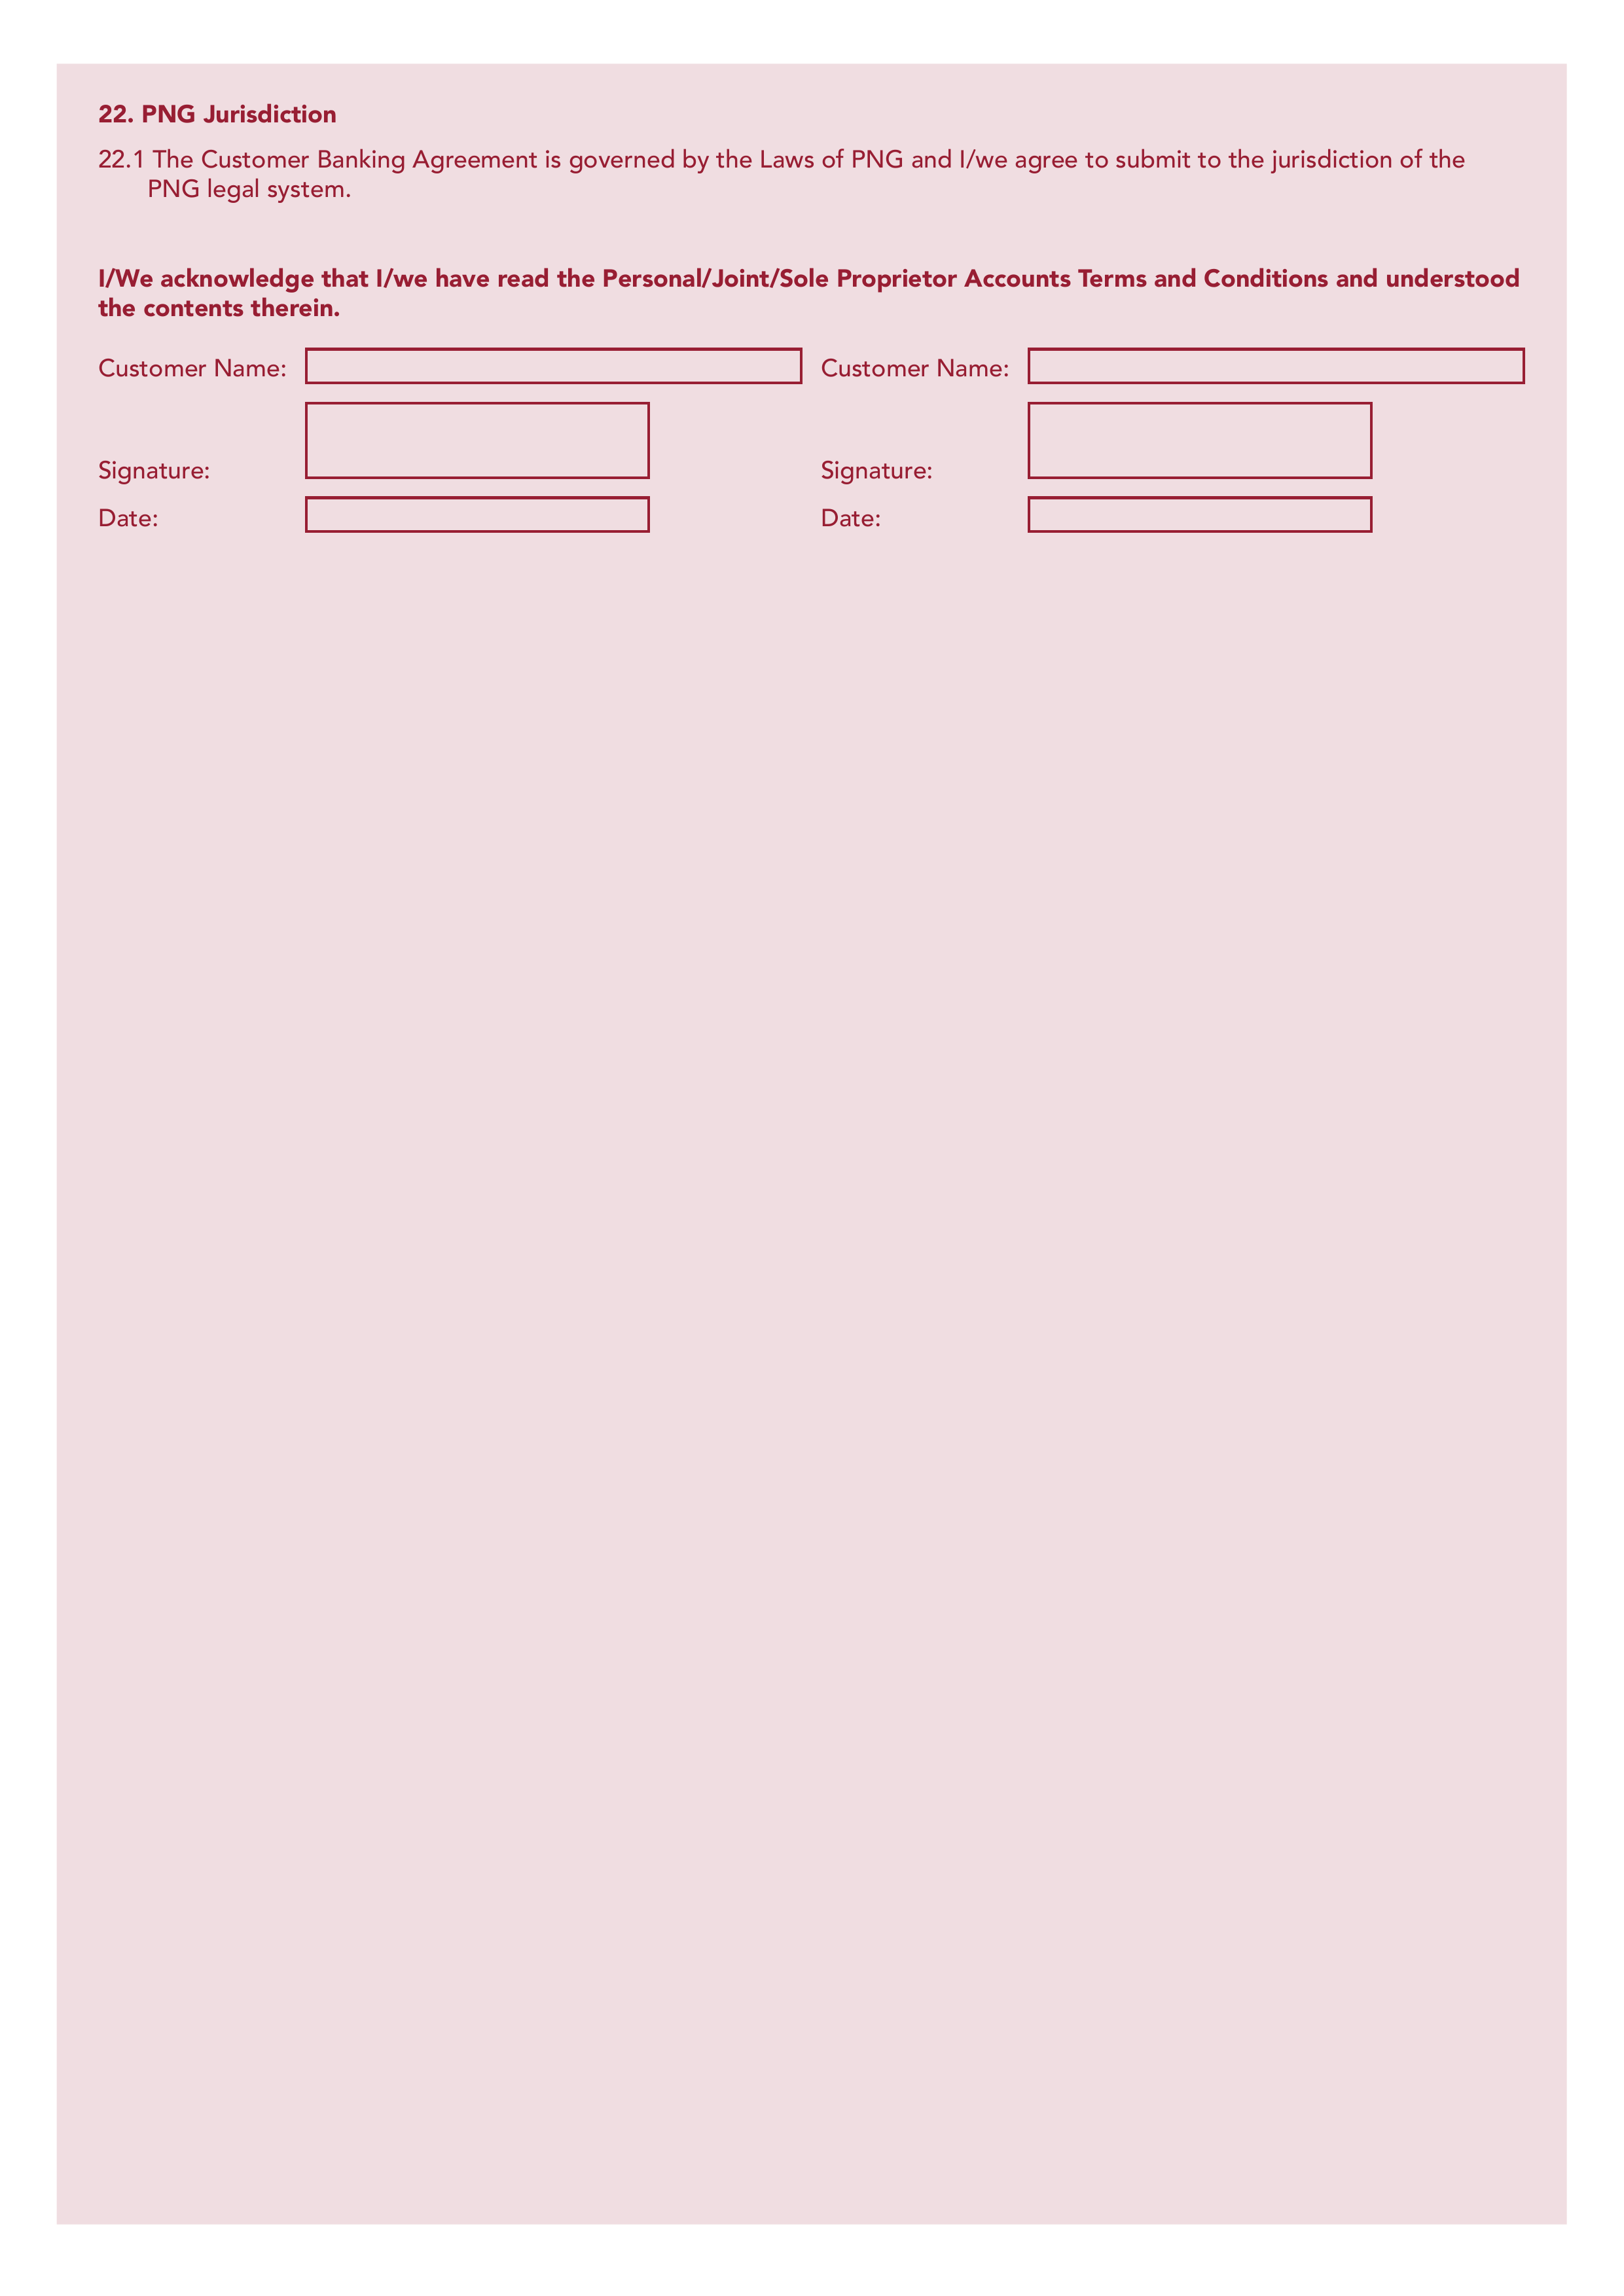 22. PNG Jurisdiction
22.1 The Customer Banking Agreement is governed by the Laws of PNG and I/we agree to submit to the jurisdiction of the
PNG legal system.
I/We acknowledge that I/we have read the Personal/Joint/Sole Proprietor Accounts Terms and Conditions and understood
the contents therein.
Customer Name: Customer Name:
Signature: Signature:
Date: Date: